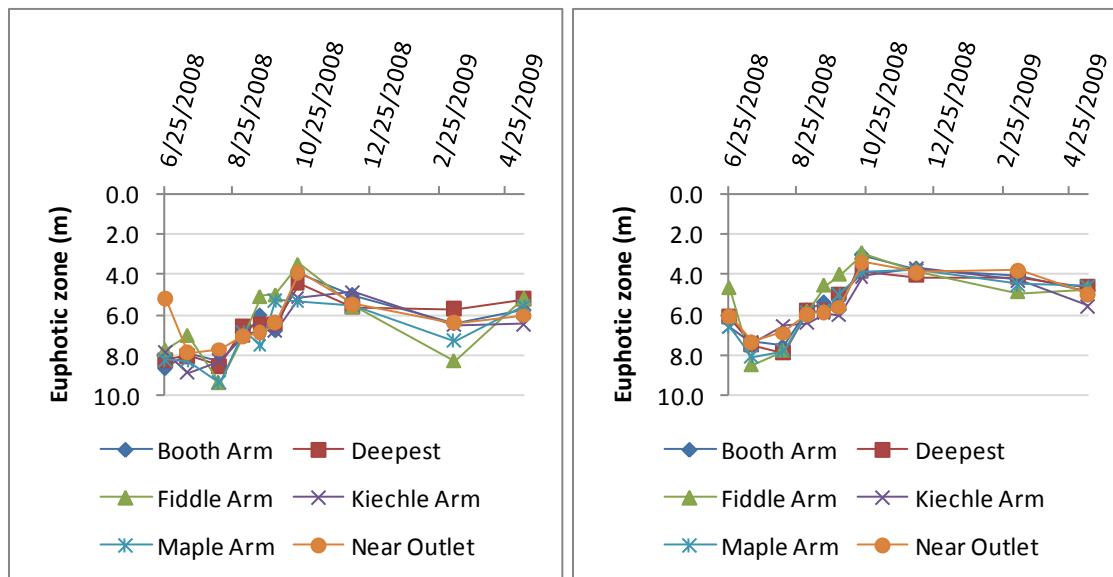 6/25/2008
8/25/2008
10/25/2008
12/25/2008
2/25/2009
4/25/2009
Euphotic zone (m)
0.0
2.0
4.0
6.0
8.0
10.0
Booth Arm
Deepest
Fiddle Arm
Kiechle Arm
Maple Arm
Near Outlet
6/25/2008
8/25/2008
10/25/2008
12/25/2008
2/25/2009
4/25/2009
Euphotic zone (m)
0.0
2.0
4.0
6.0
8.0
10.0
Booth Arm
Deepest
Fiddle Arm
Kiechle Arm
Maple Arm
Near Outlet